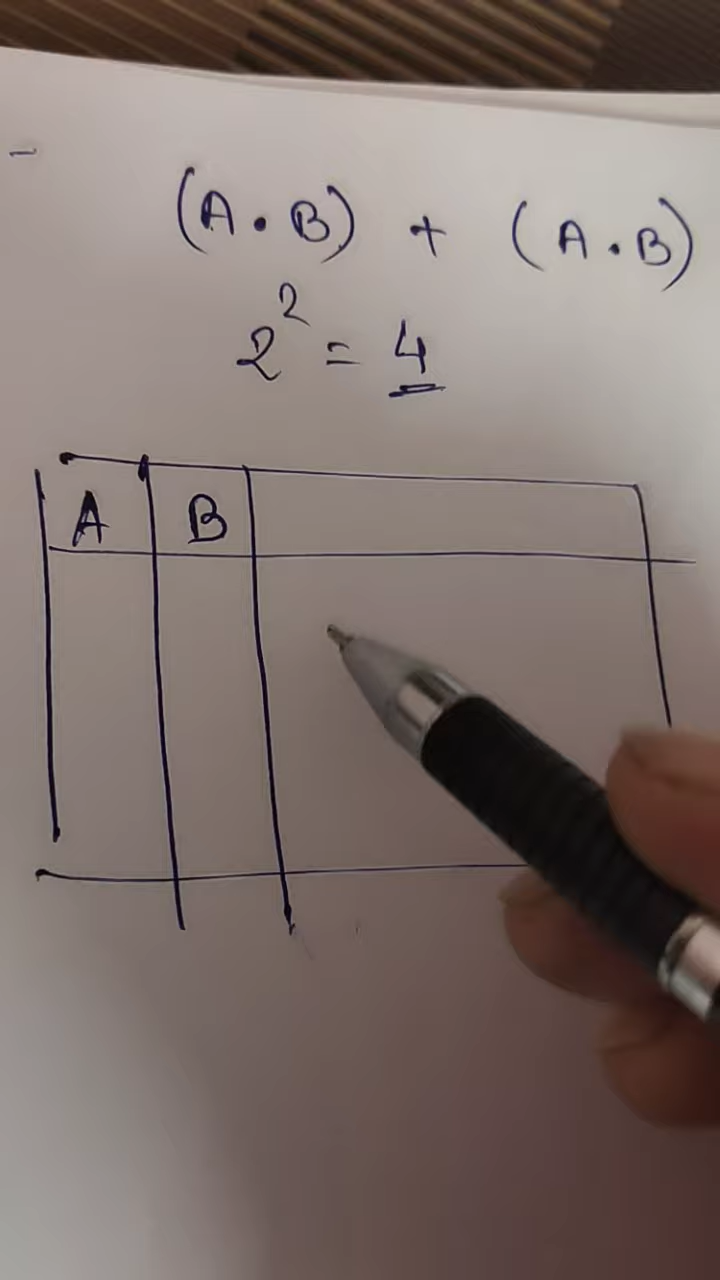 (A . B) + (A . B)
2² = 4
A B